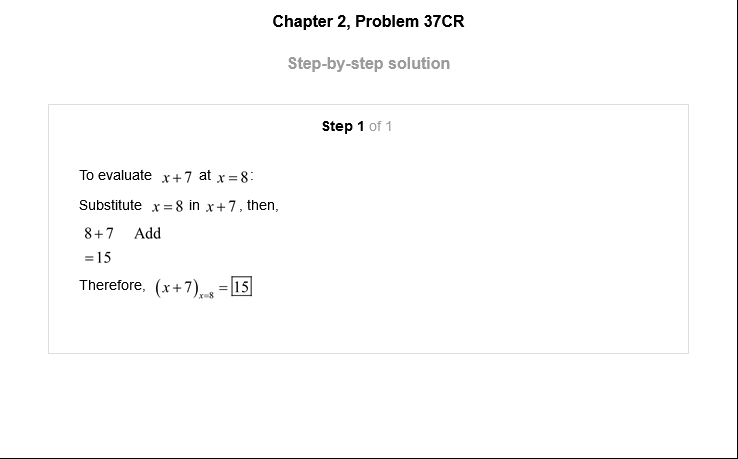 Chapter 2, Problem 37CR
Step-by-step solution
Step 1 of 1
To evaluate x+7 at x=8:
Substitute x=8 in x+7, then,
8+7 Add
=15
Therefore, (x+7)x=8 = 15